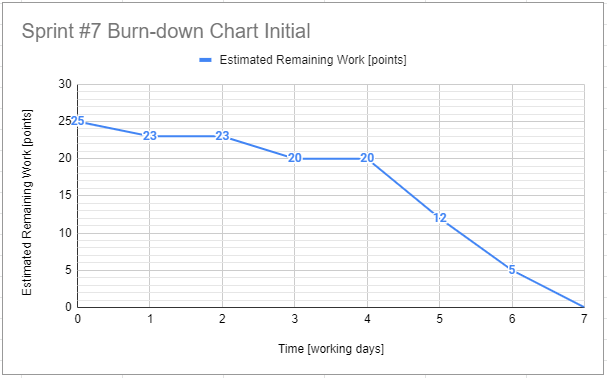 Sprint #7 Burn-down Chart Initial
Estimated Remaining Work [points]
Estimated Remaining Work [points]
30
25
20
15
10
5
0
25
23
23
20
20
12
5
0 1 2 3 4 5 6 7
Time [working days]